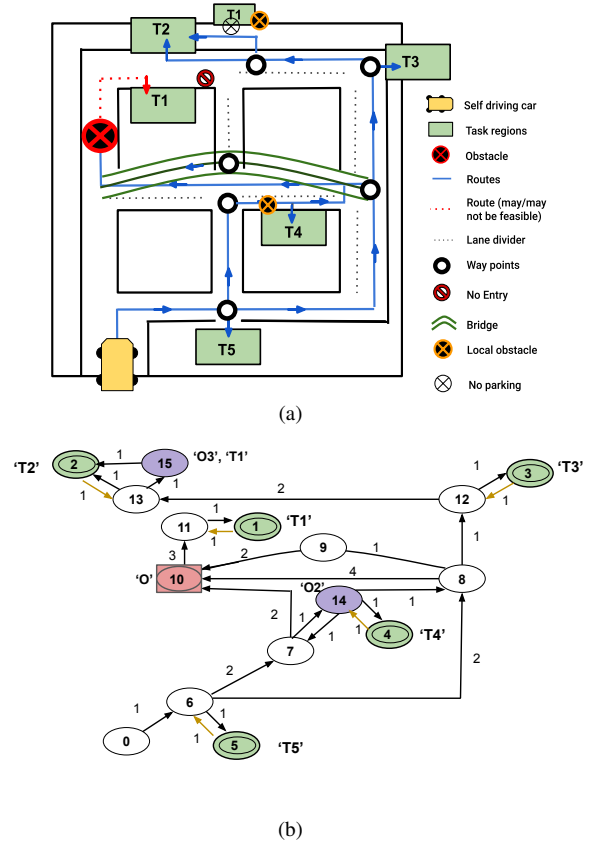 T1
T2
T3
T1
T4
T5
Self driving car
Task regions
Obstacle
Routes
Route (may/may
not be feasible)
Lane divider
Way points
No Entry
Bridge
Local obstacle
No parking
(a)
'T2' 2 1 15 'O3', 'T1'
1 1 1
13 2 12 1 3 'T3'
1
11 1 1 'T1'
1
3 2 9 1 1
'O' 10 4 8
'O2' 14 1
2 1 1 1 1 4 'T4'
7
2 2
1 6 1
0 1 5 'T5'
(b)